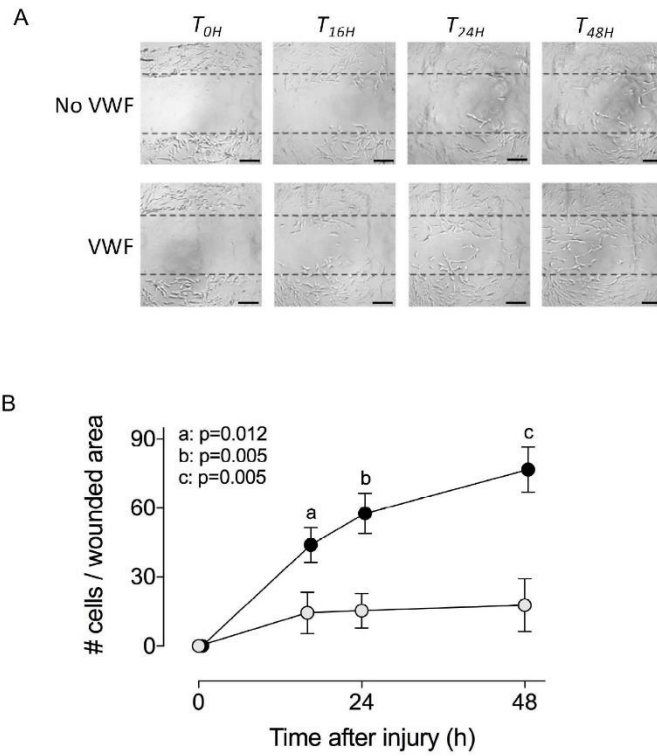 A
T0H T16H T24H T48H
No VWF
VWF
B
a: p=0.012
b: p=0.005
c: p=0.005
# cells / wounded area
90
60
30
0
a
b
c
0 24 48
Time after injury (h)